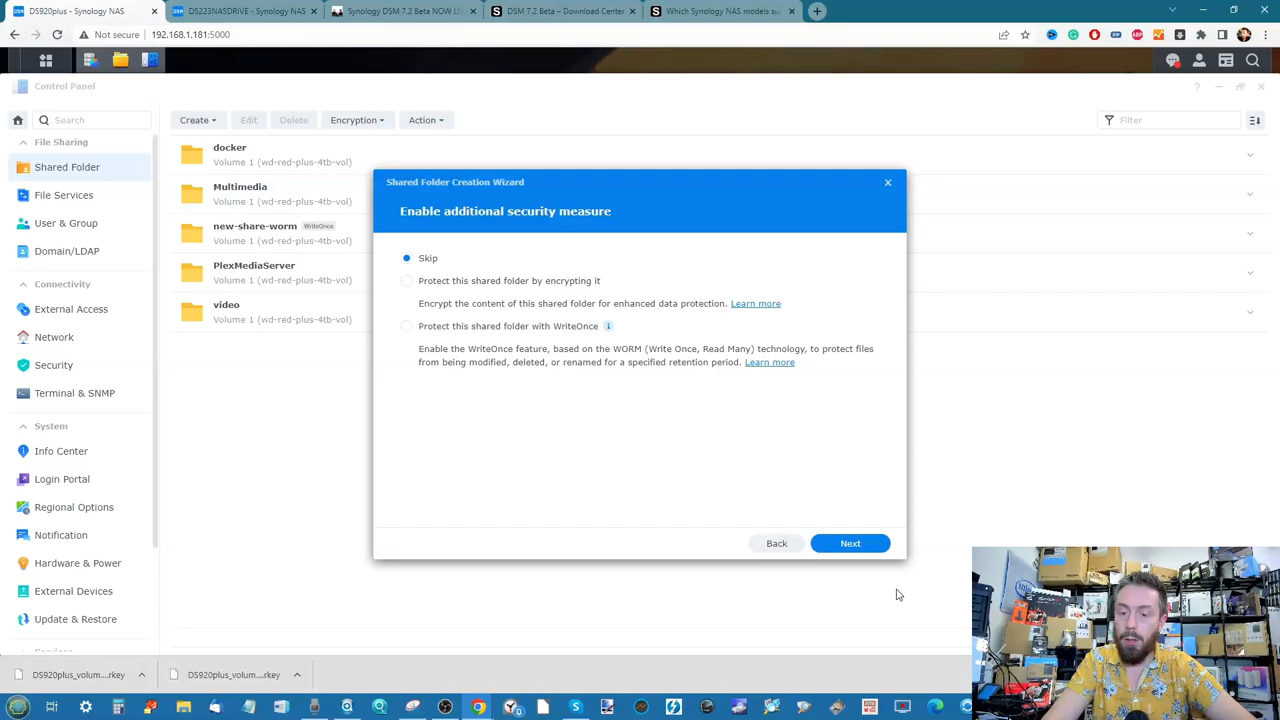 DS920plus - Synology NAS
DS223NASDRIVE - Synology NAS
Synology DSM 7.2 Beta NOW LI
DSM 7.2 Beta – Download Center
Which Synology NAS models su
Not secure
192.168.1.181:5000
Control Panel
Search
File Sharing
Shared Folder
File Services
User & Group
Domain/LDAP
Connectivity
External Access
Network
Security
Terminal & SNMP
System
Info Center
Login Portal
Regional Options
Notification
Hardware & Power
External Devices
Update & Restore
Create
Edit
Delete
Encryption
Action
Filter
docker
Volume 1 (wd-red-plus-4tb-vol)
Multimedia
Volume 1 (wd-red-plus-4tb-vol)
new-share-worm WriteOnce
Volume 1 (wd-red-plus-4tb-vol)
PlexMediaServer
Volume 1 (wd-red-plus-4tb-vol)
video
Volume 1 (wd-red-plus-4tb-vol)
Shared Folder Creation Wizard
Enable additional security measure
Skip
Protect this shared folder by encrypting it
Encrypt the content of this shared folder for enhanced data protection. Learn more
Protect this shared folder with WriteOnce
Enable the WriteOnce feature, based on the WORM (Write Once, Read Many) technology, to protect files
from being modified, deleted, or renamed for a specified retention period. Learn more
Back
Next
DS920plus_volum....rkey
DS920plus_volum....rkey